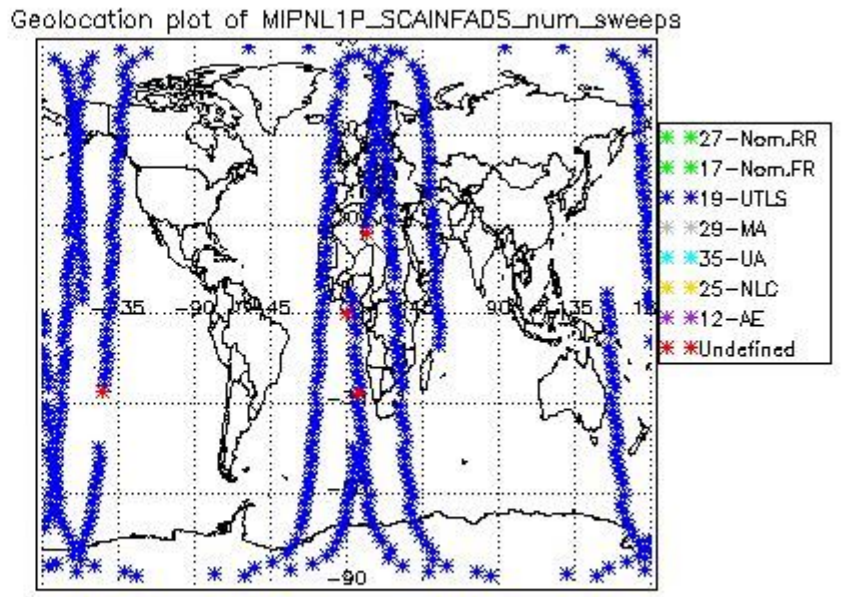 Geolocation plot of MIPNL1P_SCAINFADS_num_sweeps
27-Nom.RR
17-Nom.FR
19-UTLS
29-MA
35-UA
25-NLC
12-AE
Undefined
-90
-45
90
135
-90